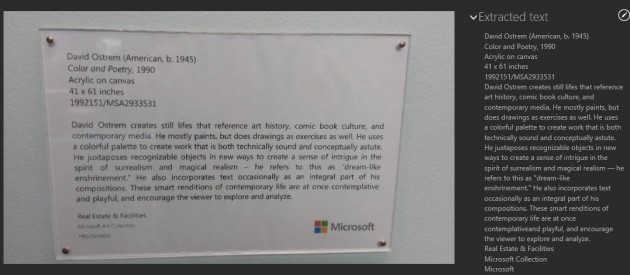 David Ostrem (American, b. 1945)
Color and Poetry, 1990
Acrylic on canvas
41 x 61 inches
1992151/MSA2933531
David Ostrem creates still lifes that reference art history, comic book culture, and
contemporary media. He mostly paints, but does drawings as exercises as well. He uses
a colorful palette to create work that is both technically sound and conceptually astute.
He juxtaposes recognizable objects in new ways to create a sense of intrigue in the
spirit of surrealism and magical realism – he refers to this as "dream-like
enshrinement." He also incorporates text occasionally as an integral part of his
compositions. These smart renditions of contemporary life are at once contemplative
and playful, and encourage the viewer to explore and analyze.
Real Estate & Facilities
Microsoft Art Collection
Microsoft
Extracted text
David Ostrem (American, b. 1945)
Color and Poetry, 1990
Acrylic on canvas
41 x 61 inches
1992151/MSA2933531
David Ostrem creates still lifes that reference
art history, comic book culture, and
contemporary media. He mostly paints, but
does drawings as exercises as well. He uses
a colorful palette to create work that is both
technically sound and conceptually astute.
He juxtaposes recognizable objects in new
ways to create a sense of intrigue in the
spirit of surrealism and magical realism — he
refers to this as "dream-like
enshrinement." He also incorporates text
occasionally as an integral part of his
compositions. These smart renditions of
contemporary life are at once
contemplativeand playful, and encourage
the viewer to explore and analyze.
Real Estate & Facilities
Microsoft Collection
Microsoft